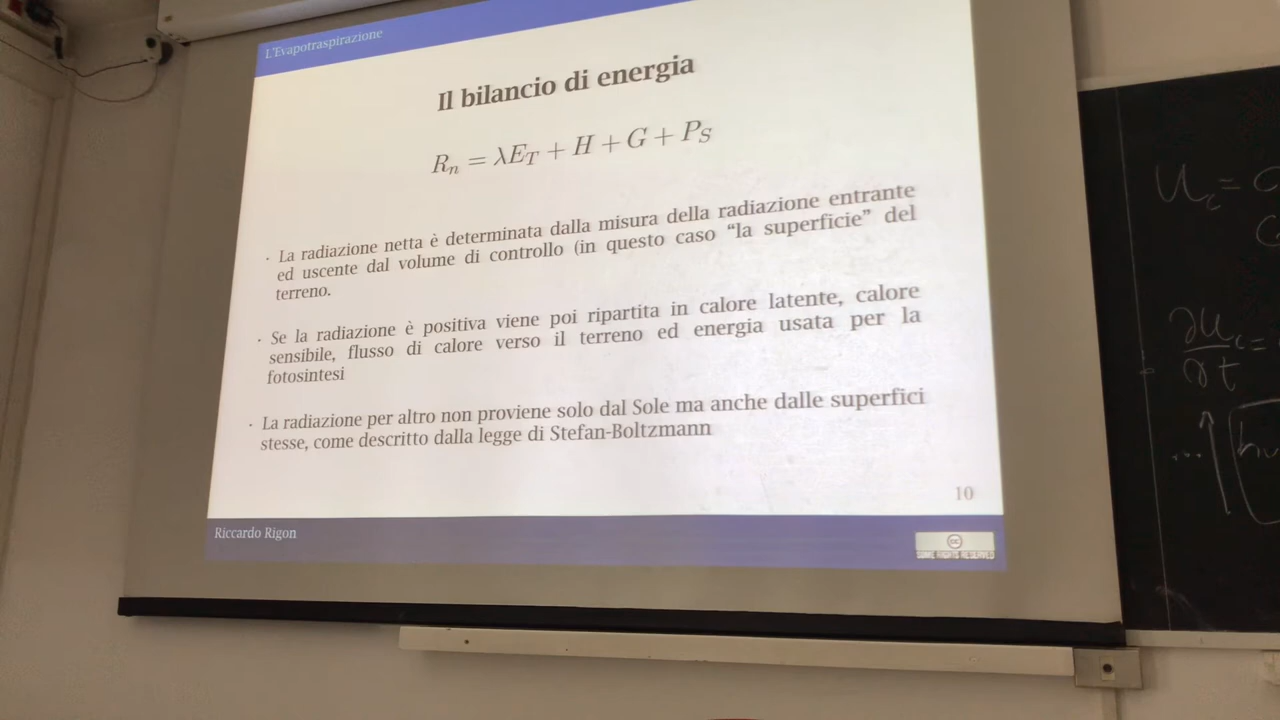 L'Evapotraspirazione
Il bilancio di energia
R_n = λE_T + H + G + P_S
· La radiazione netta è determinata dalla misura della radiazione entrante
ed uscente dal volume di controllo (in questo caso “la superficie” del
terreno.
· Se la radiazione è positiva viene poi ripartita in calore latente, calore
sensibile, flusso di calore verso il terreno ed energia usata per la
fotosintesi
· La radiazione per altro non proviene solo dal Sole ma anche dalle superfici
stesse, come descritto dalla legge di Stefan-Boltzmann
10
Riccardo Rigon
cc
U_c =
∂U_c
∂t =